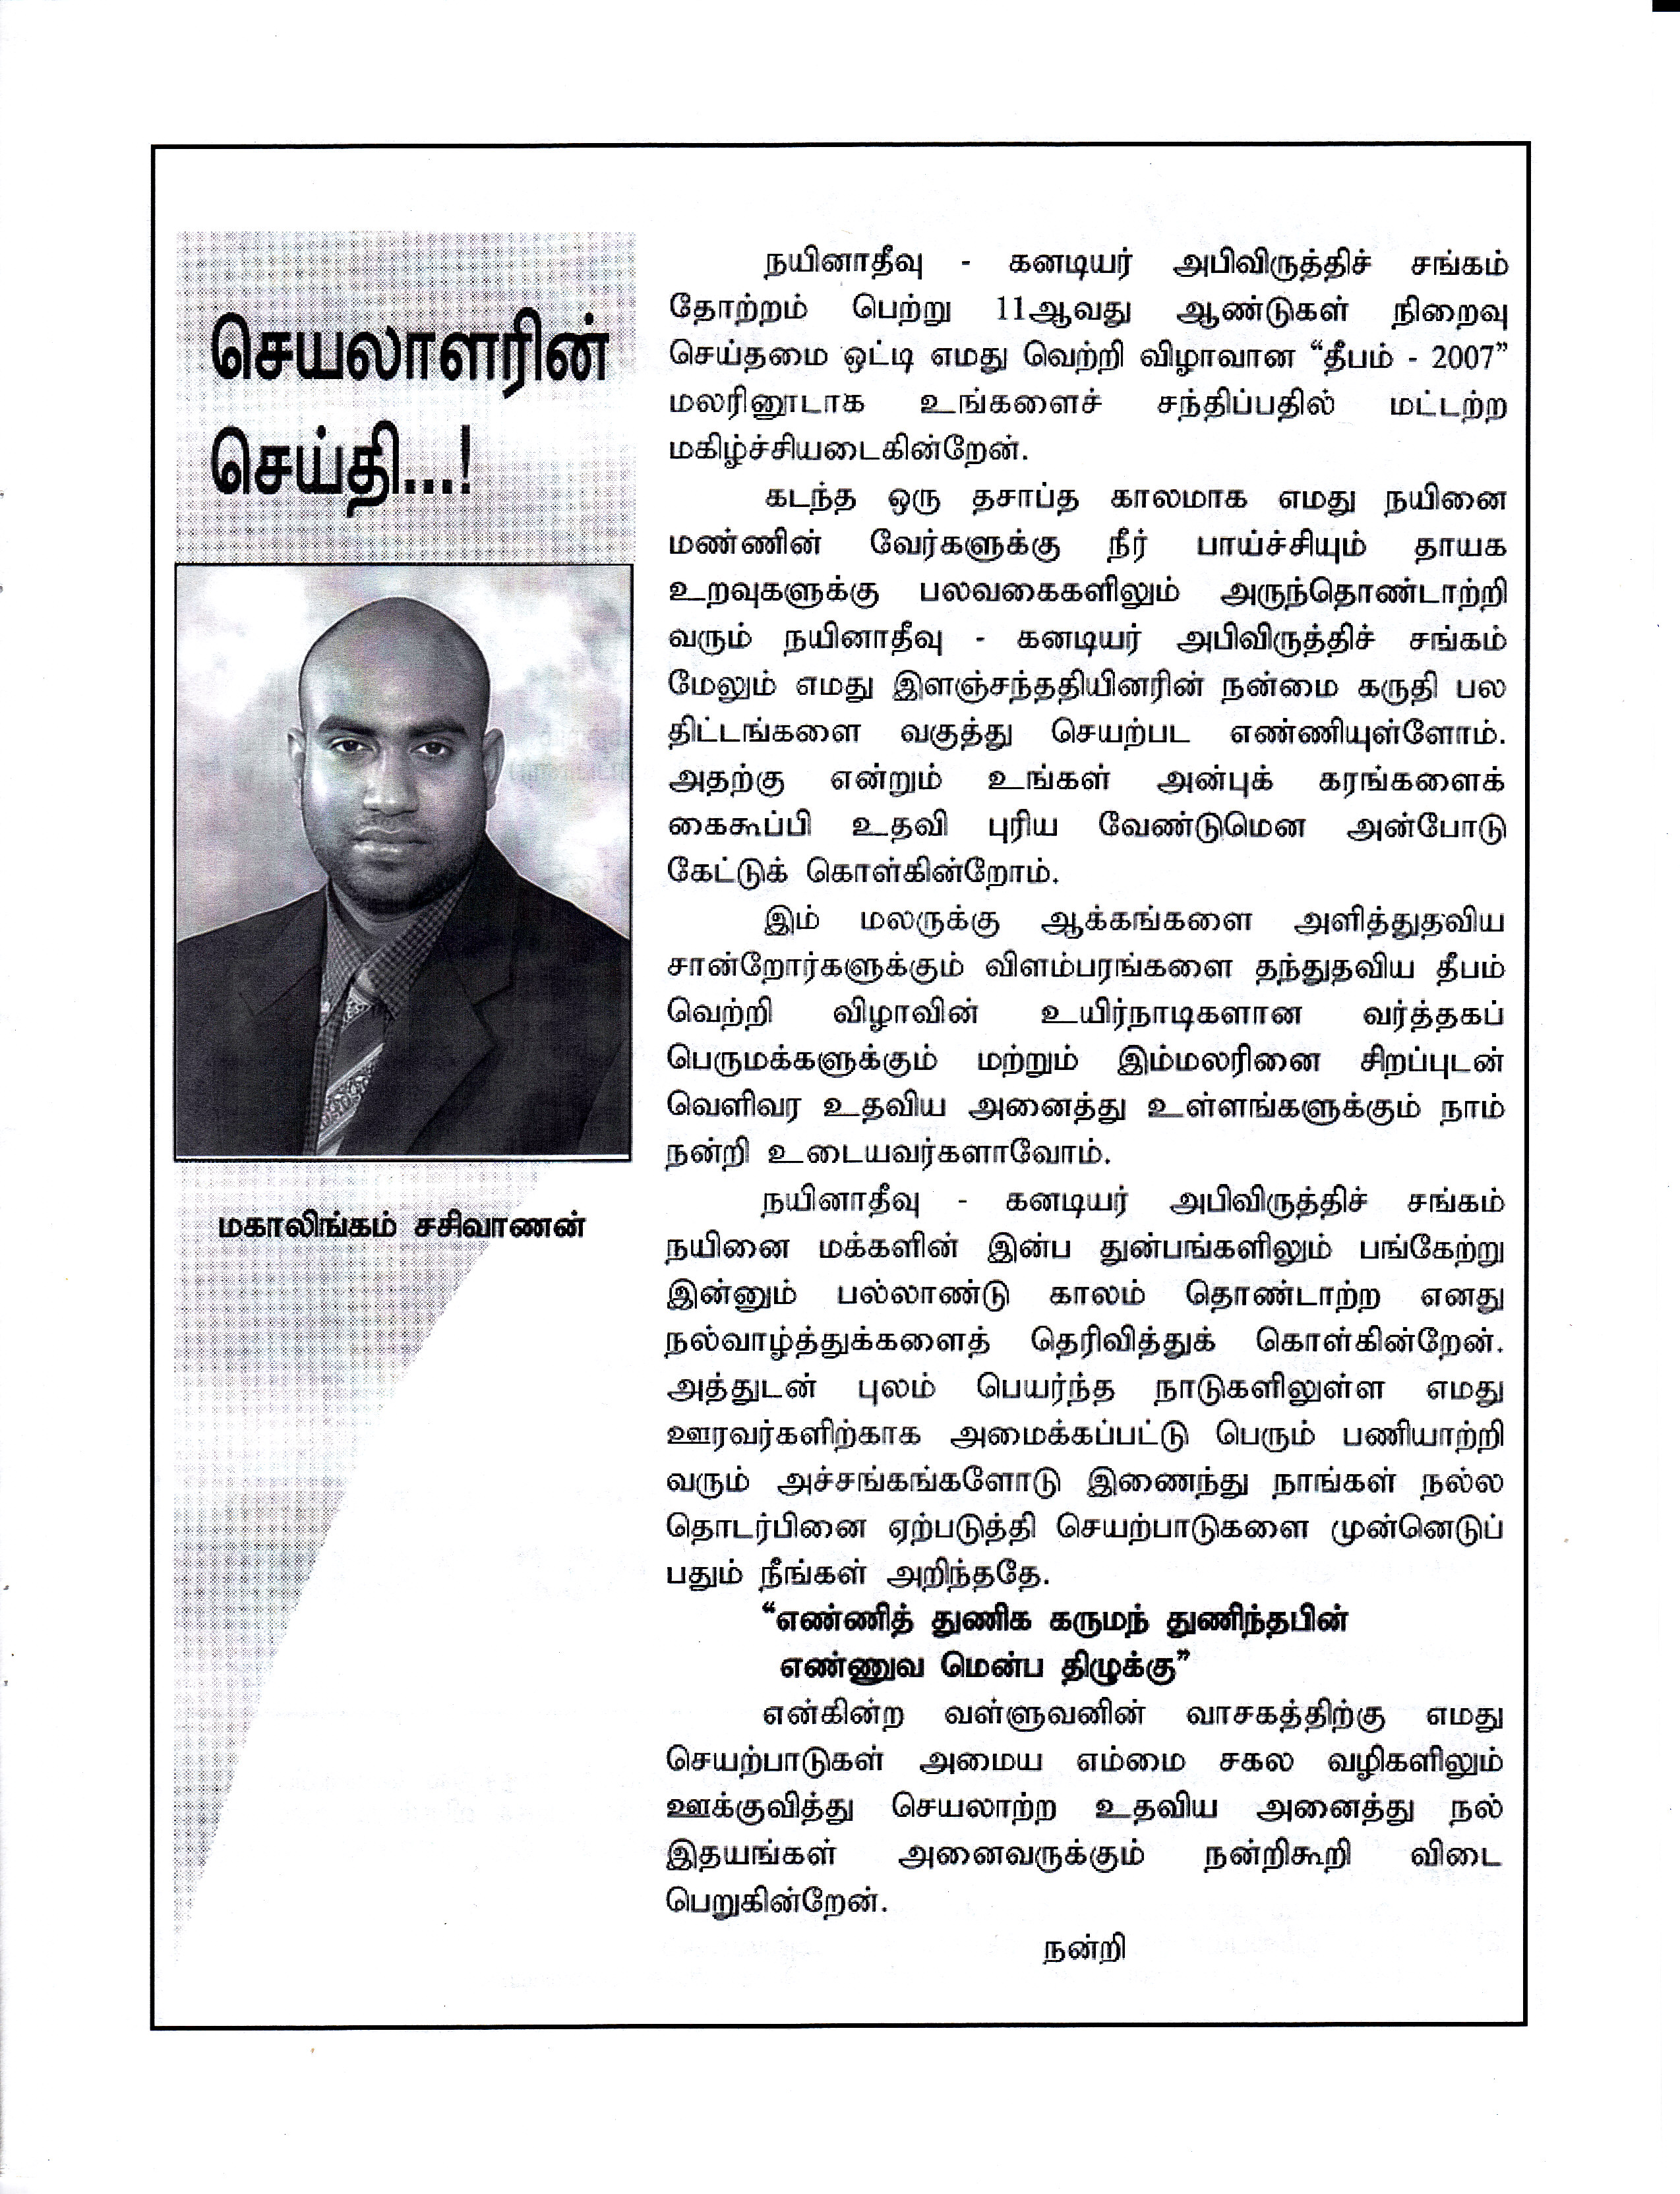 செயலாளரின்
செய்தி...!
மகாலிங்கம் சசிவாணன்
நயினாதீவு - கனடியர் அபிவிருத்திச் சங்கம்
தோற்றம் பெற்று 11ஆவது ஆண்டுகள் நிறைவு
செய்தமை ஒட்டி எமது வெற்றி விழாவான “தீபம் - 2007”
மலரினூடாக உங்களைச் சந்திப்பதில் மட்டற்ற
மகிழ்ச்சியடைகின்றேன்.
கடந்த ஒரு தசாப்த காலமாக எமது நயினை
மண்ணின் வேர்களுக்கு நீர் பாய்ச்சியும் தாயக
உறவுகளுக்கு பலவகைகளிலும் அருந்தொண்டாற்றி
வரும் நயினாதீவு - கனடியர் அபிவிருத்திச் சங்கம்
மேலும் எமது இளஞ்சந்ததியினரின் நன்மை கருதி பல
திட்டங்களை வகுத்து செயற்பட எண்ணியுள்ளோம்.
அதற்கு என்றும் உங்கள் அன்புக் கரங்களைக்
கைகூப்பி உதவி புரிய வேண்டுமென அன்போடு
கேட்டுக் கொள்கின்றோம்.
இம் மலருக்கு ஆக்கங்களை அளித்துதவிய
சான்றோர்களுக்கும் விளம்பரங்களை தந்துதவிய தீபம்
வெற்றி விழாவின் உயிர்நாடிகளான வர்த்தகப்
பெருமக்களுக்கும் மற்றும் இம்மலரினை சிறப்புடன்
வெளிவர உதவிய அனைத்து உள்ளங்களுக்கும் நாம்
நன்றி உடையவர்களாவோம்.
நயினாதீவு - கனடியர் அபிவிருத்திச் சங்கம்
நயினை மக்களின் இன்ப துன்பங்களிலும் பங்கேற்று
இன்னும் பல்லாண்டு காலம் தொண்டாற்ற எனது
நல்வாழ்த்துக்களைத் தெரிவித்துக் கொள்கின்றேன்.
அத்துடன் புலம் பெயர்ந்த நாடுகளிலுள்ள எமது
ஊரவர்களிற்காக அமைக்கப்பட்டு பெரும் பணியாற்றி
வரும் அச்சங்கங்களோடு இணைந்து நாங்கள் நல்ல
தொடர்பினை ஏற்படுத்தி செயற்பாடுகளை முன்னெடுப்
பதும் நீங்கள் அறிந்ததே.
“எண்ணித் துணிக கருமந் துணிந்தபின்
எண்ணுவ மென்ப திழுக்கு”
என்கின்ற வள்ளுவனின் வாசகத்திற்கு எமது
செயற்பாடுகள் அமைய எம்மை சகல வழிகளிலும்
ஊக்குவித்து செயலாற்ற உதவிய அனைத்து நல்
இதயங்கள் அனைவருக்கும் நன்றிகூறி விடை
பெறுகின்றேன்.
நன்றி